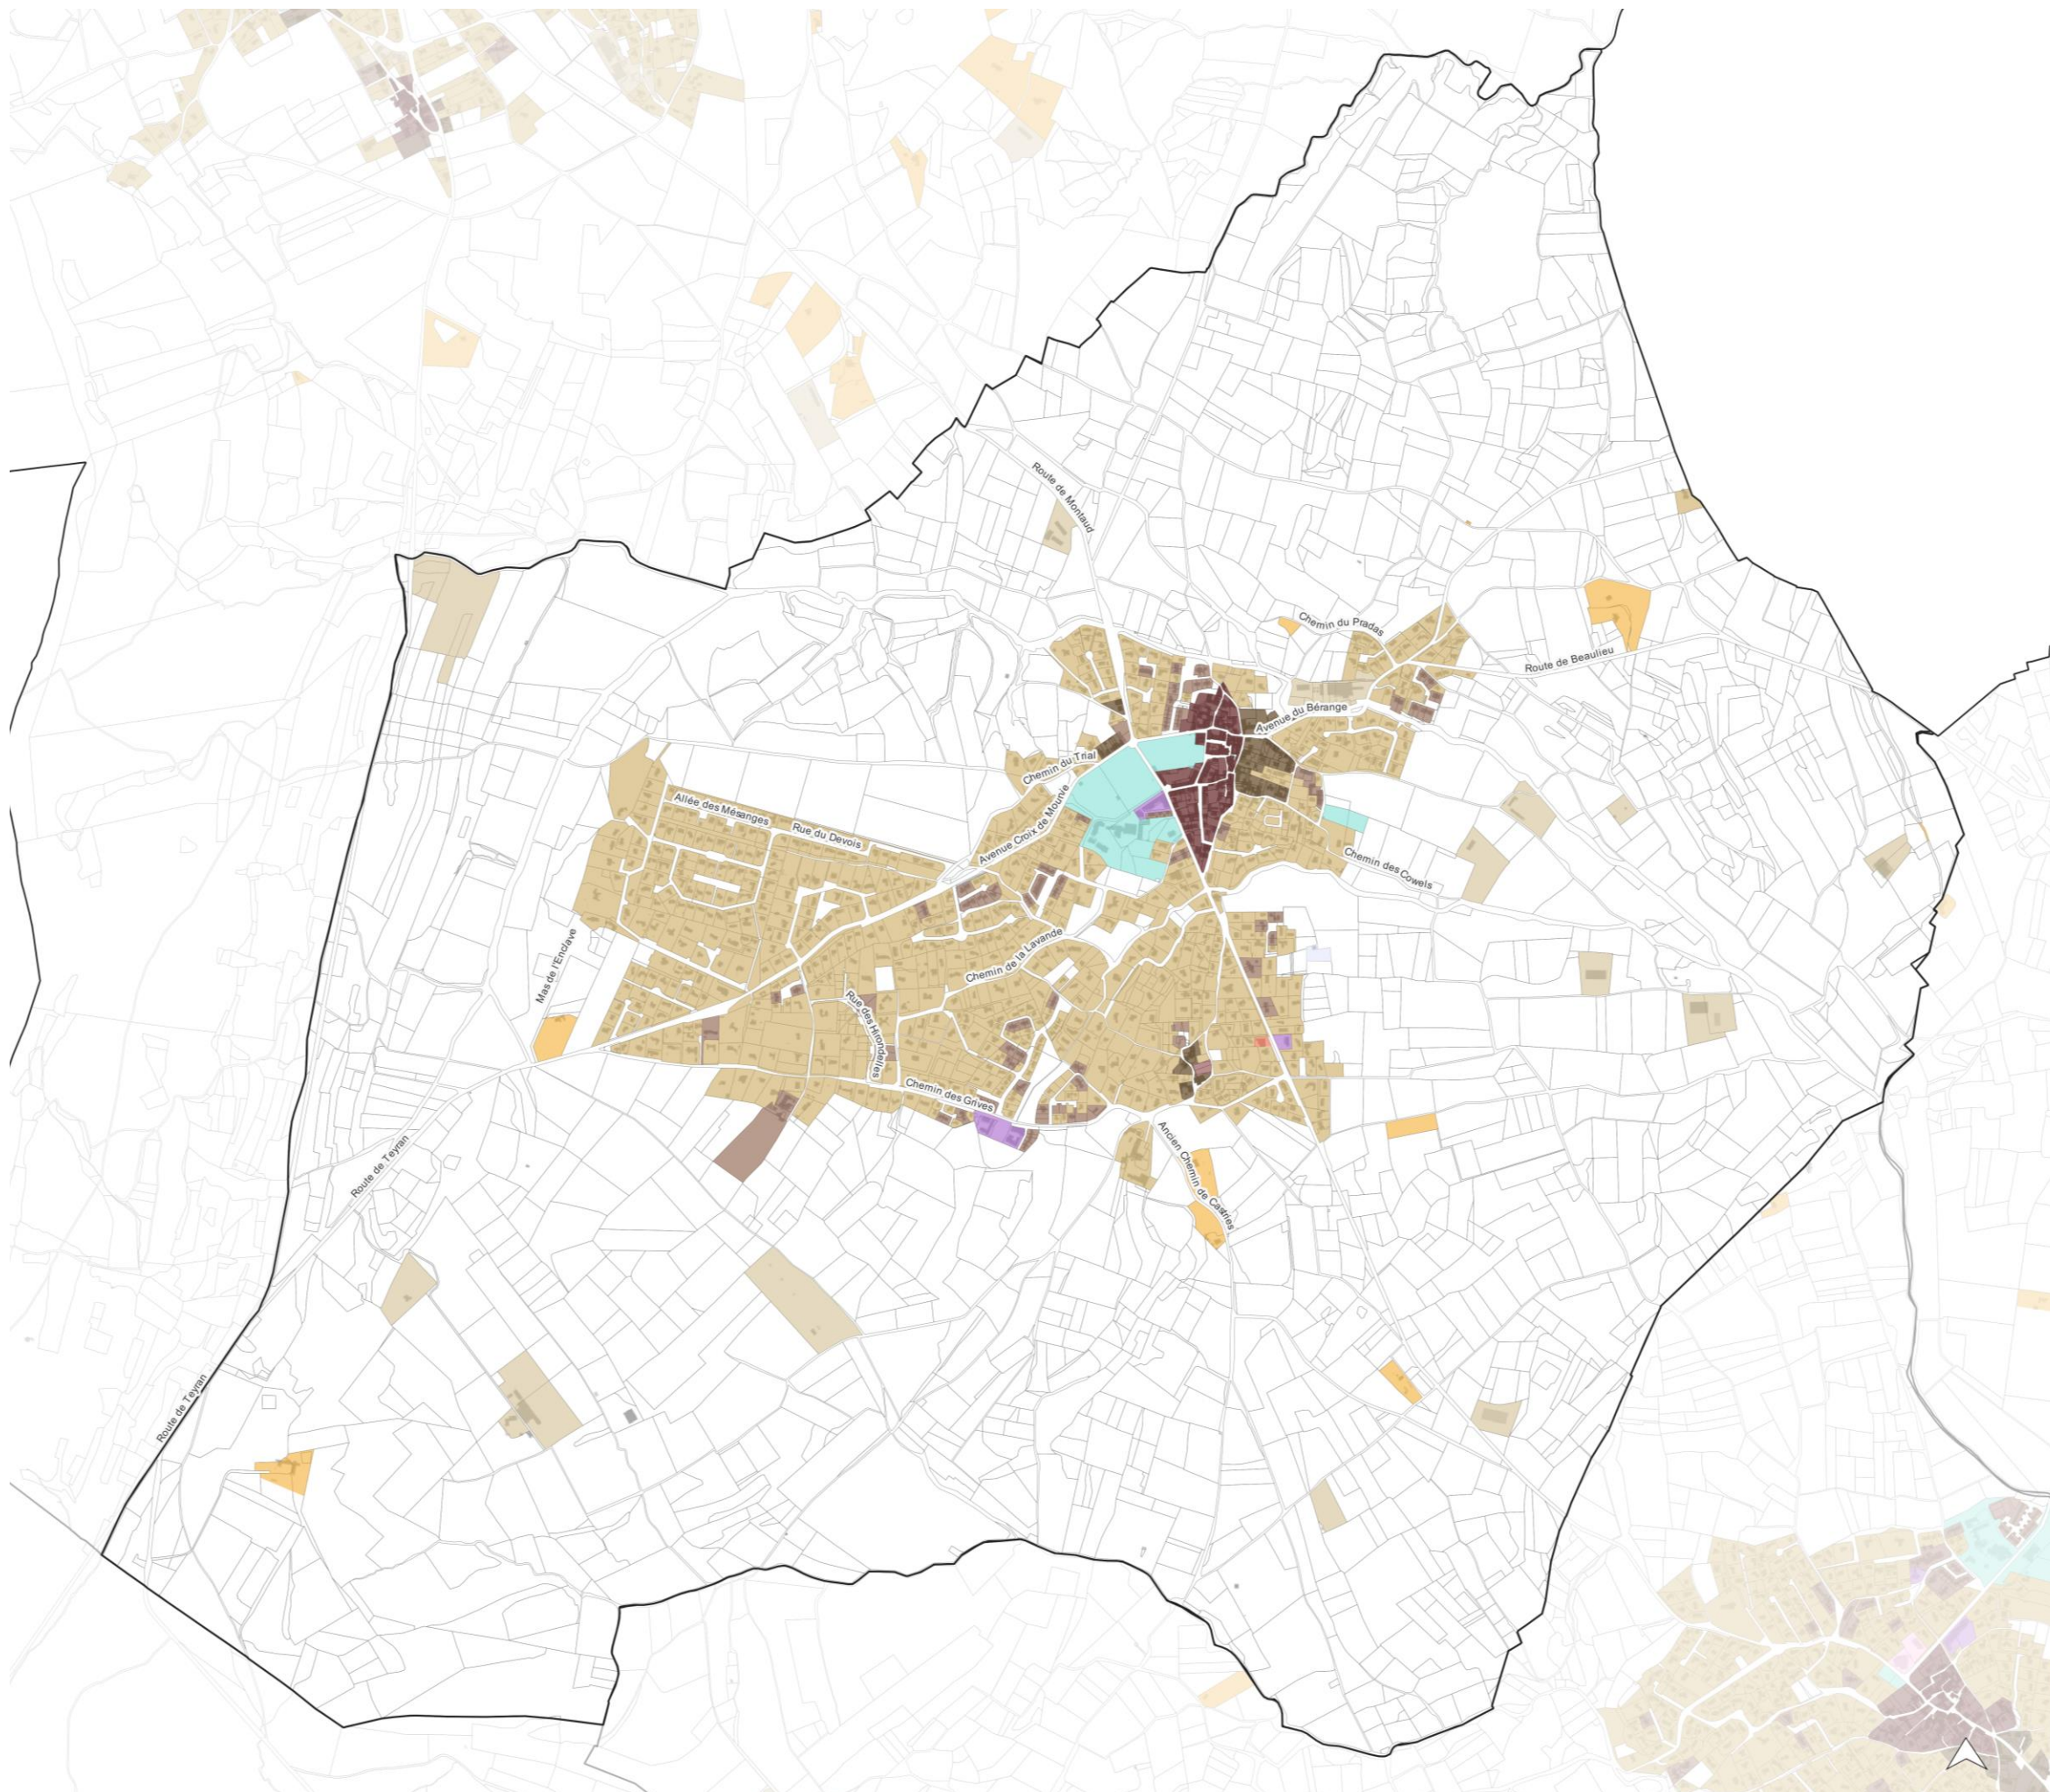 Route de Montaud
Chemin du Pradas
Route de Beaulieu
Avenue du Bérange
Chemin du Trial
Allée des Mésanges
Rue du Devois
Avenue Croix de Mounié
Chemin des Cowels
Mas de l'Enclave
Chemin de la Lavande
Rue des Hirondelles
Chemin des Grives
Ancien Chemin de Castries
Route de Teyran
Route de Teyran